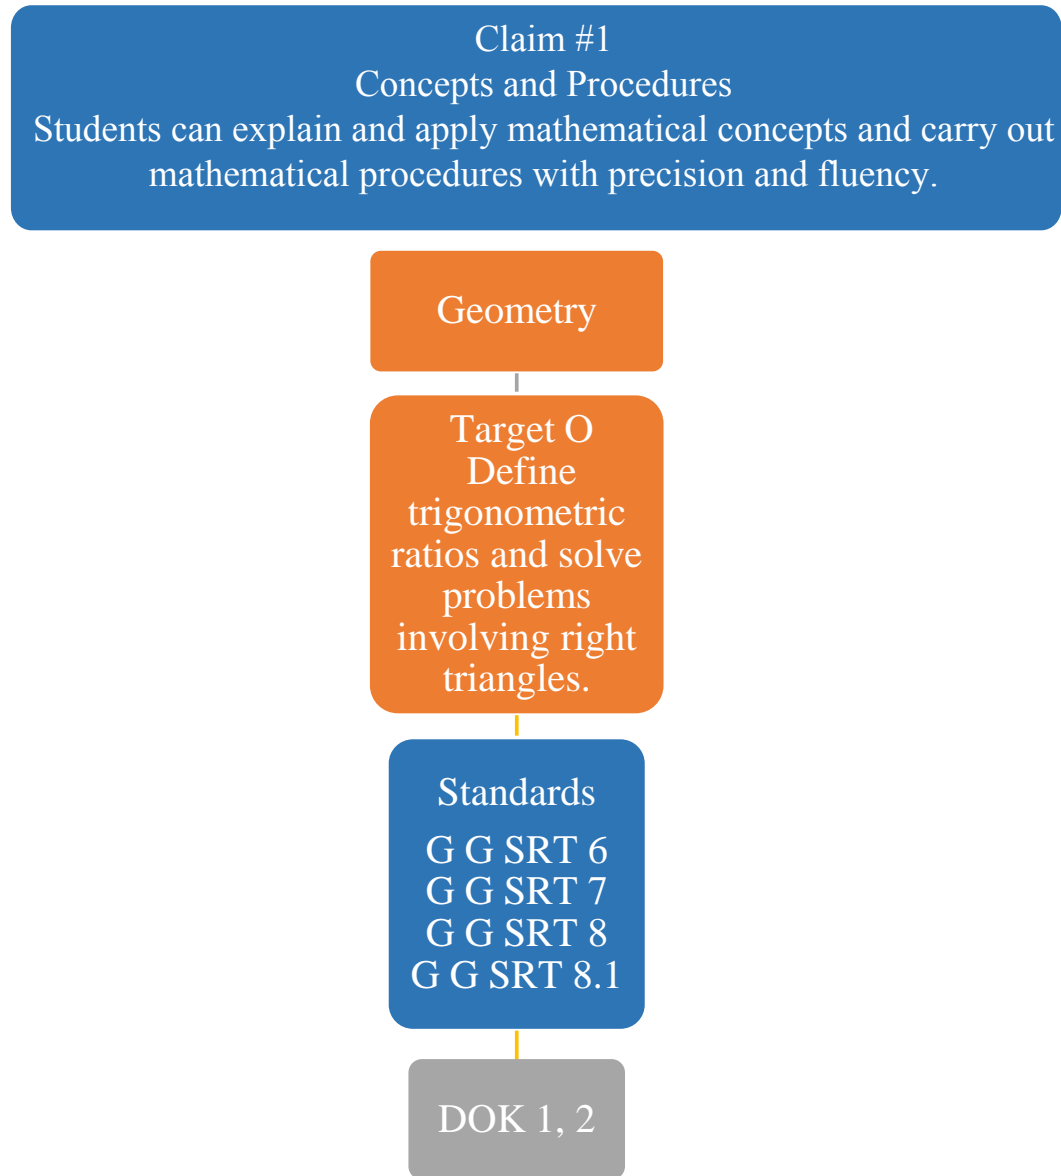 Claim #1
Concepts and Procedures
Students can explain and apply mathematical concepts and carry out
mathematical procedures with precision and fluency.
Geometry
Target O
Define
trigonometric
ratios and solve
problems
involving right
triangles.
Standards
G G SRT 6
G G SRT 7
G G SRT 8
G G SRT 8.1
DOK 1, 2